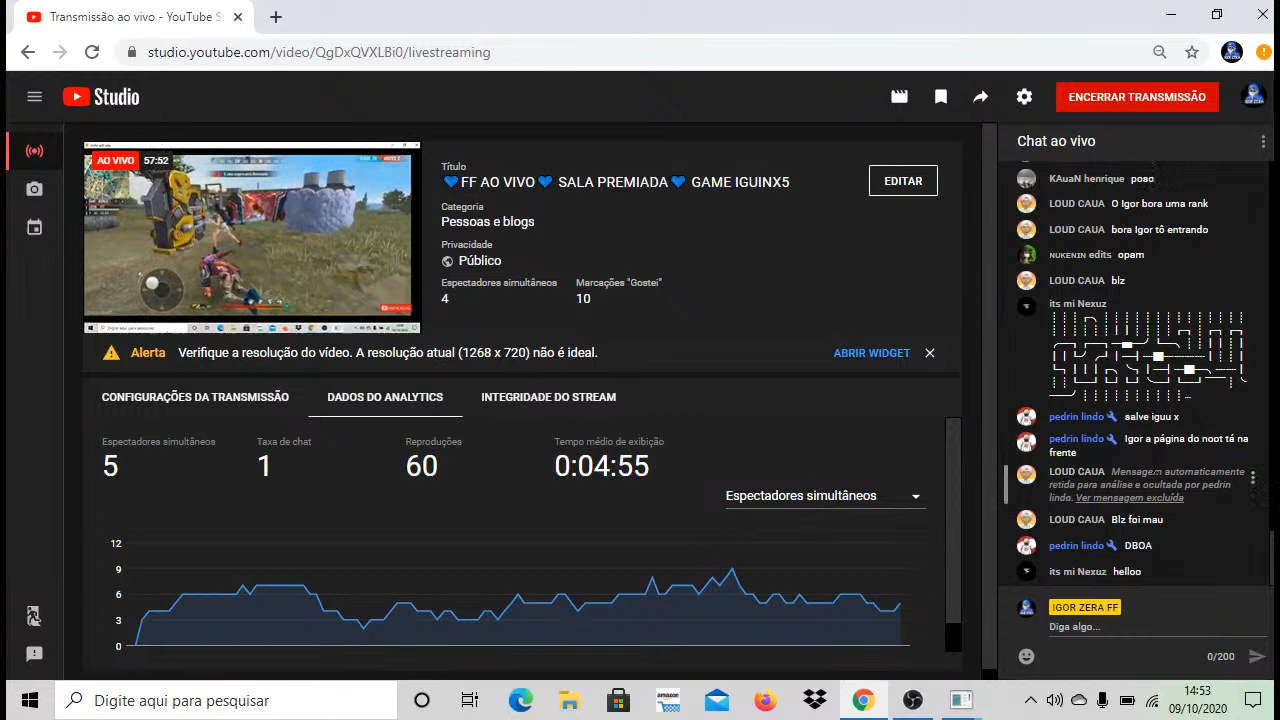 Transmissão ao vivo - YouTube S
studio.youtube.com/video/QgDxQVXLBi0/livestreaming
Studio
ENCERRAR TRANSMISSÃO
AO VIVO 57:52
Título
💙FF AO VIVO💙 SALA PREMIADA💙 GAME IGUINX5
EDITAR
Categoria
Pessoas e blogs
Privacidade
Público
Espectadores simultâneos
Marcações "Gostei"
4
10
Alerta Verifique a resolução do vídeo. A resolução atual (1268 x 720) não é ideal.
ABRIR WIDGET
CONFIGURAÇÕES DA TRANSMISSÃO
DADOS DO ANALYTICS
INTEGRIDADE DO STREAM
Espectadores simultâneos
Taxa de chat
Reproduções
Tempo médio de exibição
5
1
60
0:04:55
Espectadores simultâneos
12
9
6
3
0
Chat ao vivo
KAuaN henrique poso
LOUD CAUA O Igor bora uma rank
LOUD CAUA bora Igor tô entrando
NUKENIN edits opam
LOUD CAUA blz
its mi Nexuz
pedrin lindo salve iguu x
pedrin lindo Igor a página do noot tá na
frente
LOUD CAUA Mensagem automaticamente
retida para análise e ocultada por pedrin
lindo. Ver mensagem excluída
LOUD CAUA Blz foi mau
pedrin lindo DBOA
its mi Nexuz helloo
IGOR ZERA FF
Diga algo...
0/200
Digite aqui para pesquisar
amazon
14:53
09/10/2020